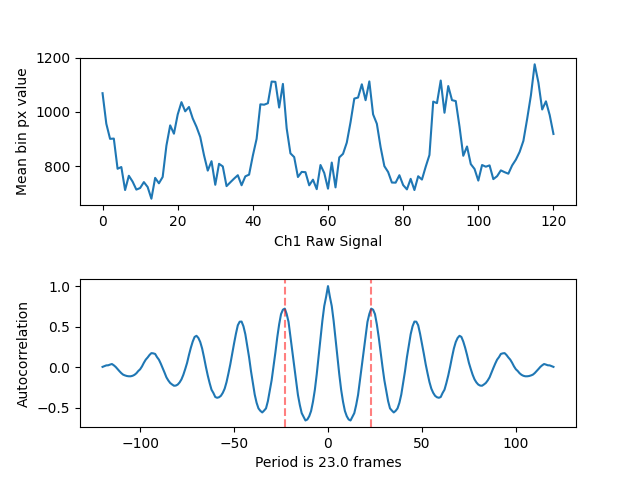 1200
1000
800
Mean bin px value
0 20 40 60 80 100 120
Ch1 Raw Signal
1.0
0.5
0.0
−0.5
Autocorrelation
−100 −50 0 50 100
Period is 23.0 frames